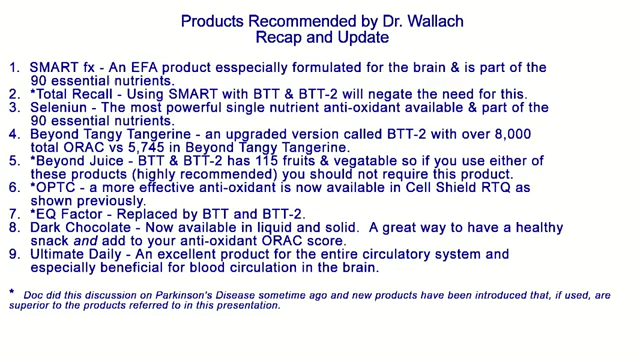 Products Recommended by Dr. Wallach
Recap and Update
1. SMART fx - An EFA product esspecially formulated for the brain & is part of the
90 essential nutrients.
2. *Total Recall - Using SMART with BTT & BTT-2 will negate the need for this.
3. Seleniun - The most powerful single nutrient anti-oxidant available & part of the
90 essential nutrients.
4. Beyond Tangy Tangerine - an upgraded version called BTT-2 with over 8,000
total ORAC vs 5,745 in Beyond Tangy Tangerine.
5. *Beyond Juice - BTT & BTT-2 has 115 fruits & vegatable so if you use either of
these products (highly recommended) you should not require this product.
6. *OPTC - a more effective anti-oxidant is now available in Cell Shield RTQ as
shown previously.
7. *EQ Factor - Replaced by BTT and BTT-2.
8. Dark Chocolate - Now available in liquid and solid. A great way to have a healthy
snack and add to your anti-oxidant ORAC score.
9. Ultimate Daily - An excellent product for the entire circulatory system and
especially beneficial for blood circulation in the brain.
* Doc did this discussion on Parkinson's Disease sometime ago and new products have been introduced that, if used, are
superior to the products referred to in this presentation.